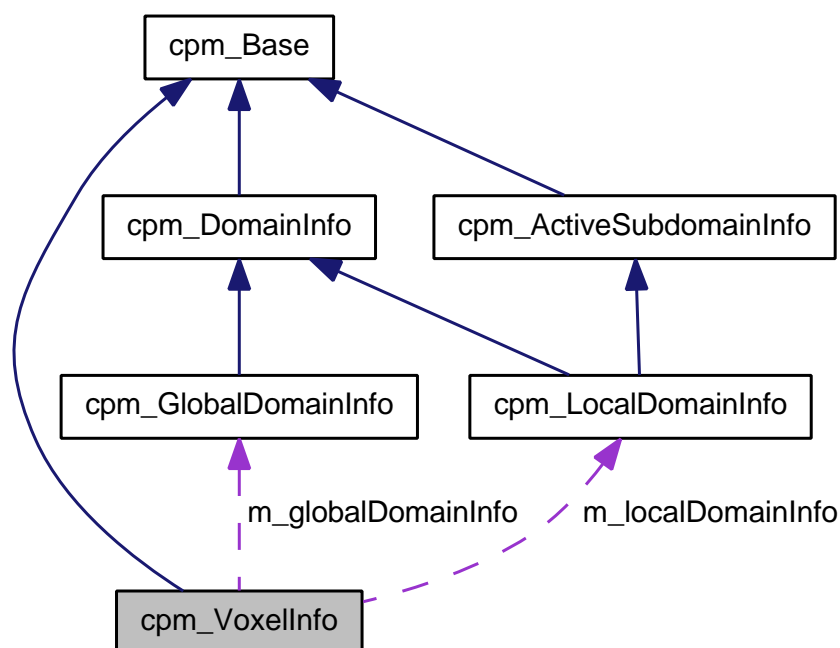 cpm_Base
cpm_DomainInfo
cpm_ActiveSubdomainInfo
cpm_GlobalDomainInfo
cpm_LocalDomainInfo
m_globalDomainInfo
m_localDomainInfo
cpm_VoxelInfo